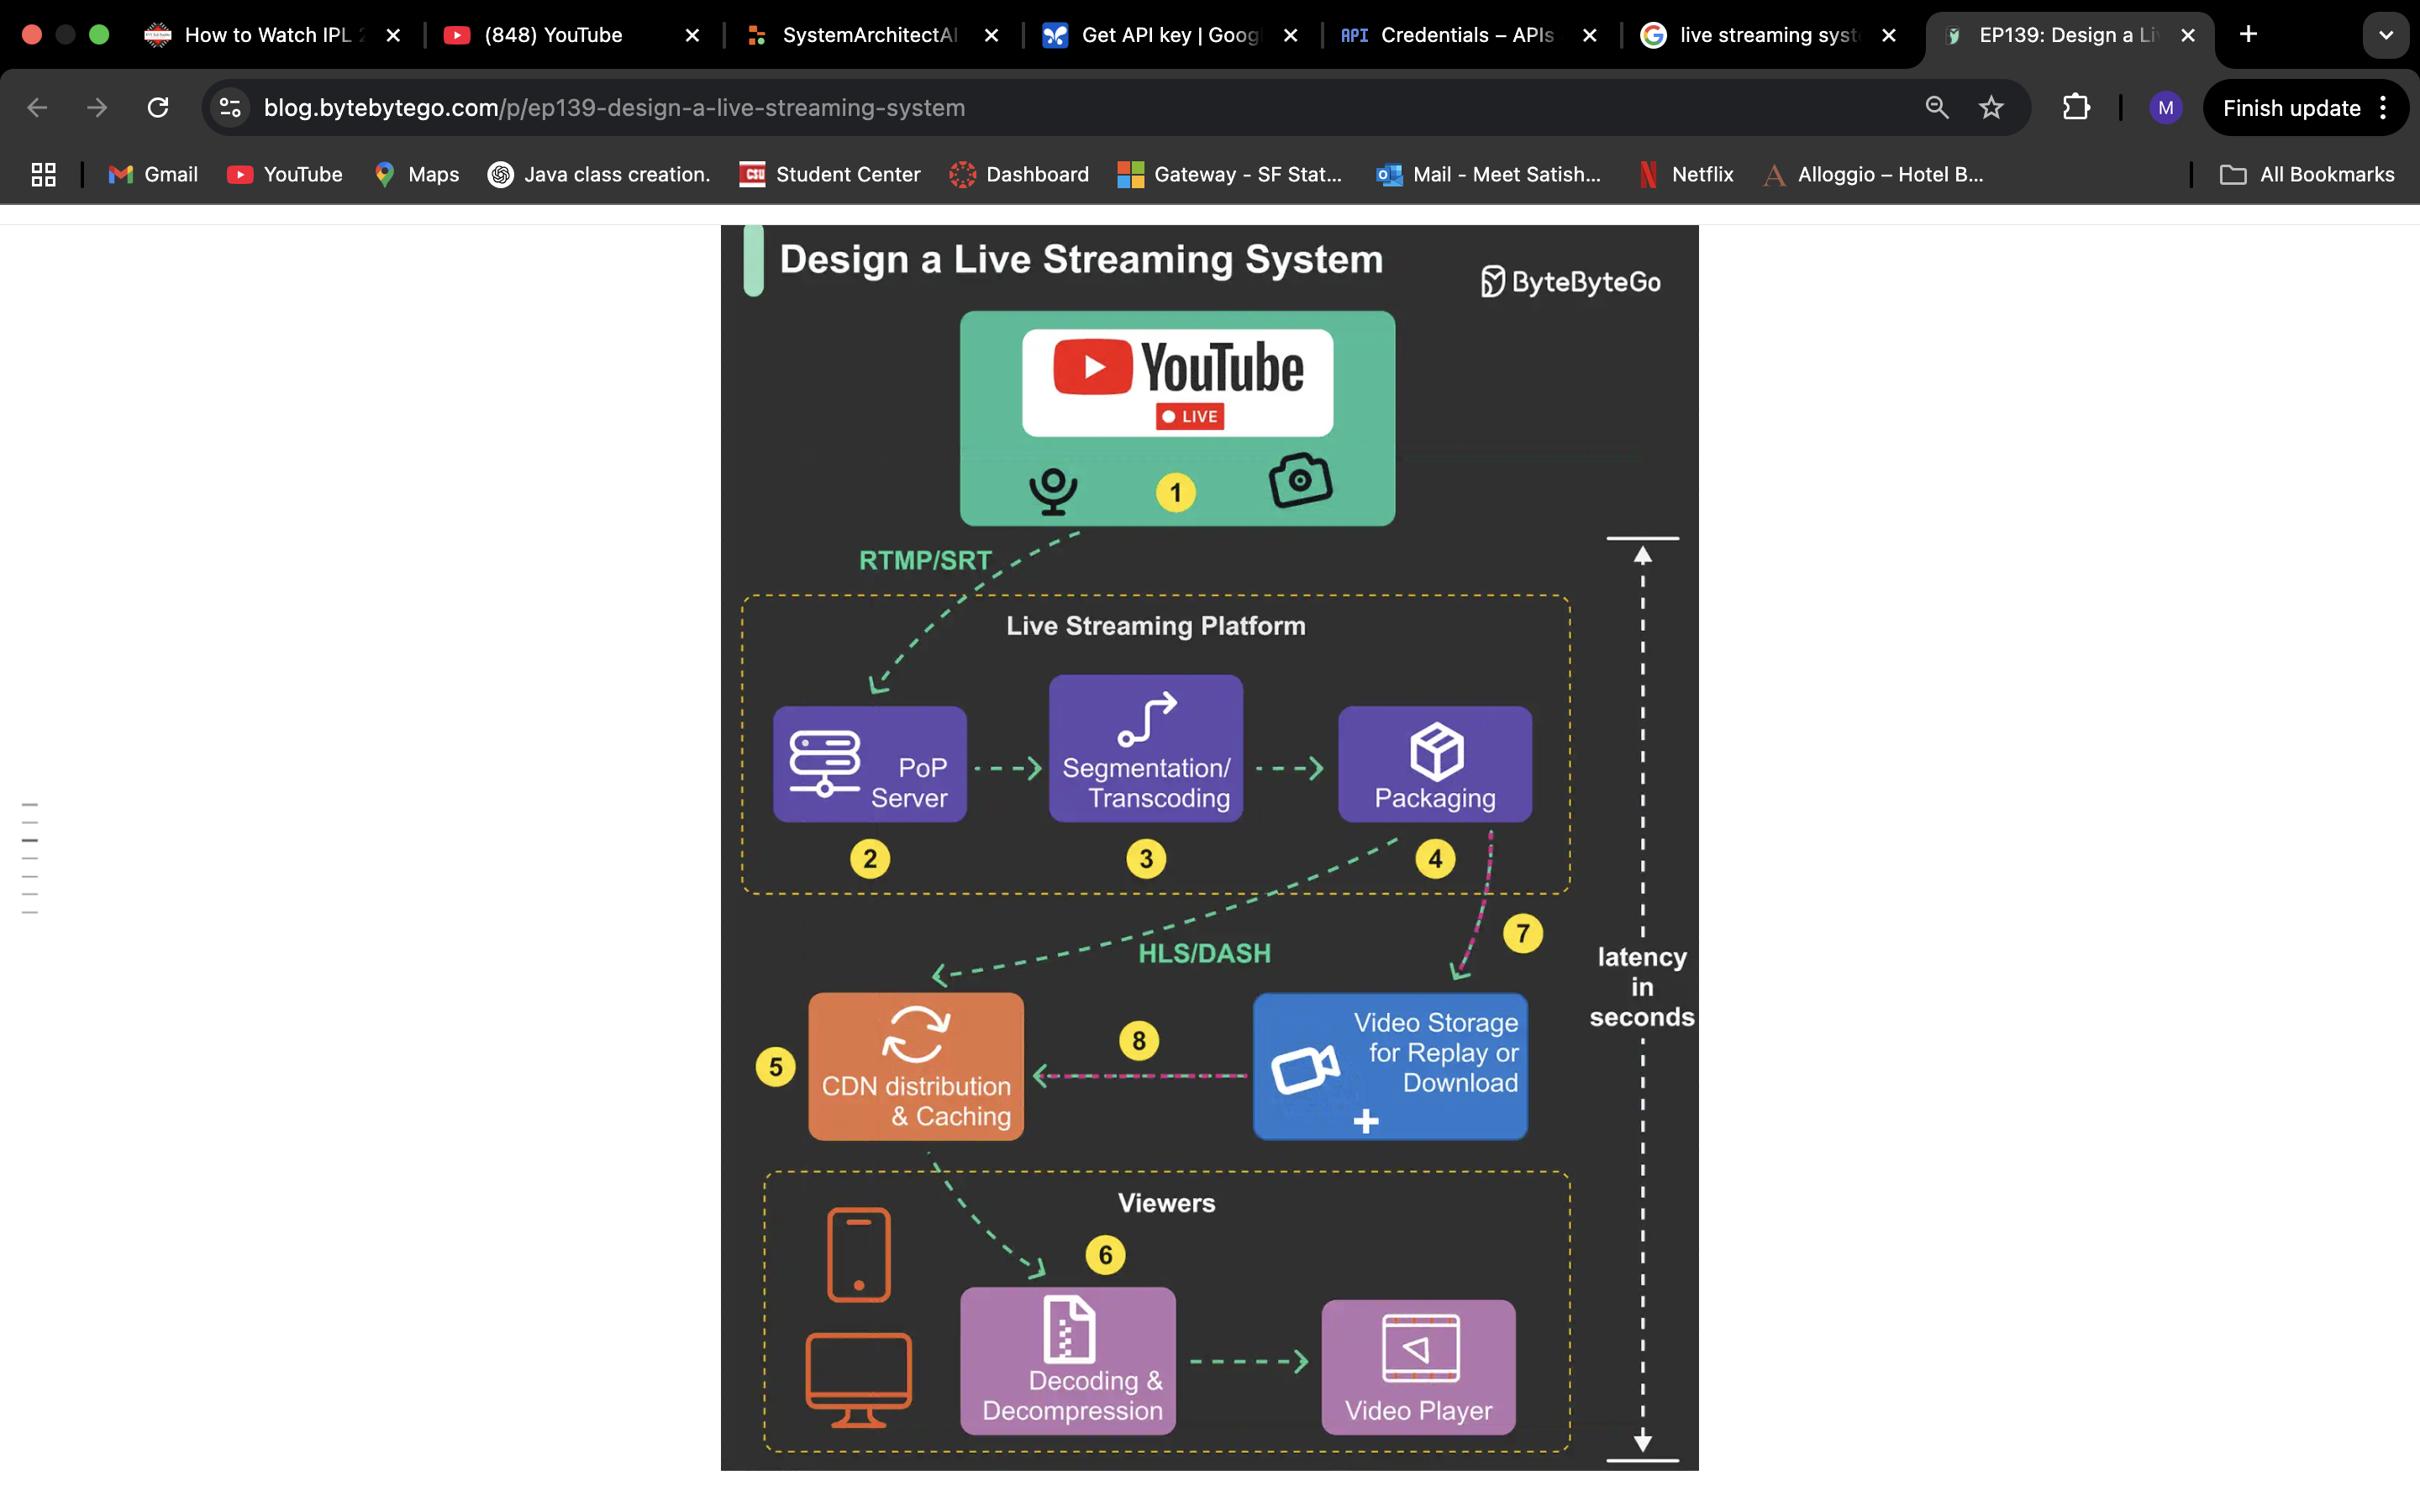 How to Watch IPL 2
(848) YouTube
SystemArchitectAI
Get API key | Goog
API Credentials – APIs
live streaming syst
EP139: Design a Li
blog.bytebytego.com/p/ep139-design-a-live-streaming-system
M
Finish update
Gmail
YouTube
Maps
Java class creation.
CSU Student Center
Dashboard
Gateway - SF Stat...
Mail - Meet Satish...
Netflix
Alloggio – Hotel B...
All Bookmarks
Design a Live Streaming System
ByteByteGo
YouTube
LIVE
1
RTMP/SRT
Live Streaming Platform
PoP
Server
Segmentation/
Transcoding
Packaging
2
3
4
7
HLS/DASH
latency
in
seconds
5
CDN distribution
& Caching
8
Video Storage
for Replay or
Download
Viewers
6
Decoding &
Decompression
Video Player